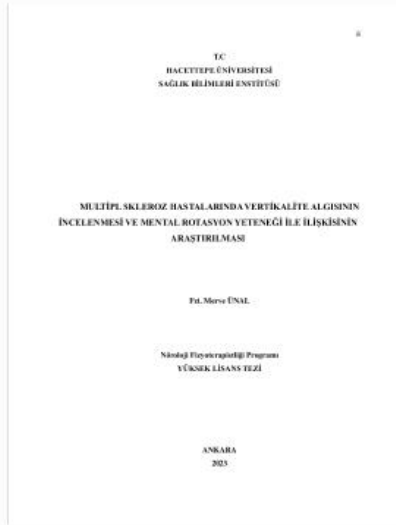 T.C
HACETTEPE ÜNİVERSİTESİ
SAĞLIK BİLİMLERİ ENSTİTÜSÜ
MULTİPL SKLEROZ HASTALARINDA VERTİKALİTE ALGISININ
İNCELENMESİ VE MENTAL ROTASYON YETENEĞİ İLE İLİŞKİSİNİN
ARAŞTIRILMASI
Fzt. Merve ÜNAL
Nöroloji Fizyoterapistliği Programı
YÜKSEK LİSANS TEZİ
ANKARA
2023